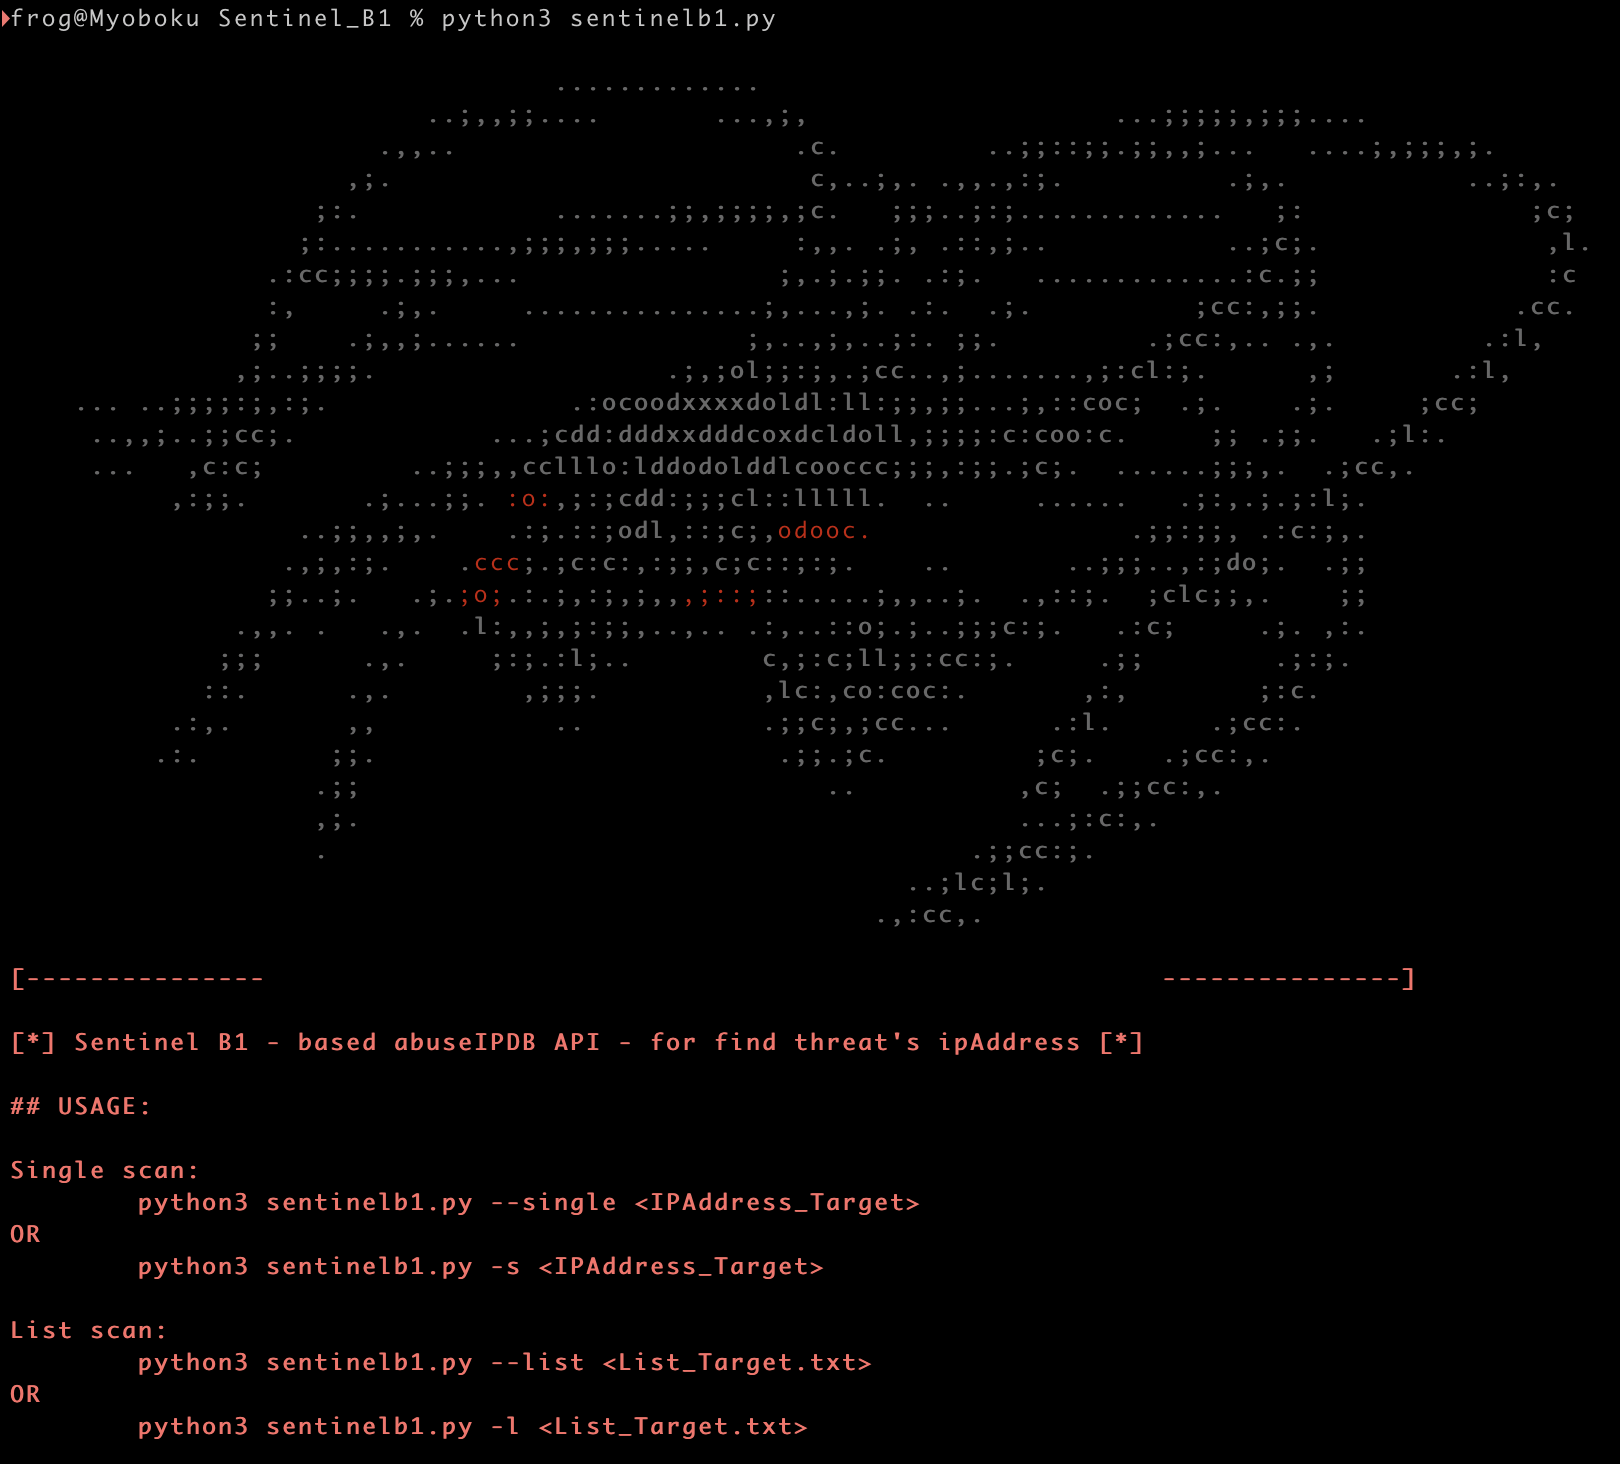 frog@Myoboku Sentinel_B1 % python3 sentinelb1.py
[--------------- ---------------]
[*] Sentinel B1 - based abuseIPDB API - for find threat's ipAddress [*]
## USAGE:
Single scan:
python3 sentinelb1.py --single <IPAddress_Target>
OR
python3 sentinelb1.py -s <IPAddress_Target>
List scan:
python3 sentinelb1.py --list <List_Target.txt>
OR
python3 sentinelb1.py -l <List_Target.txt>